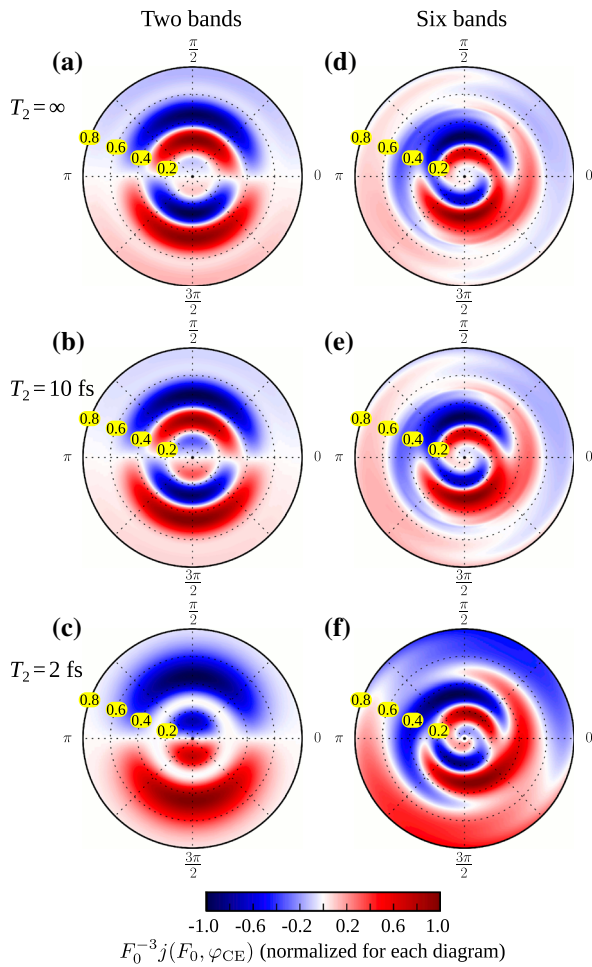 Two bands
Six bands
(a)
π/2
(d)
π/2
T₂ = ∞
0.8
0.6
0.4
0.2
π
0
3π/2
0.8
0.6
0.4
0.2
π
0
3π/2
(b)
π/2
(e)
π/2
T₂ = 10 fs
0.8
0.6
0.4
0.2
π
0
3π/2
0.8
0.6
0.4
0.2
π
0
3π/2
(c)
π/2
(f)
π/2
T₂ = 2 fs
0.8
0.6
0.4
0.2
π
0
3π/2
0.8
0.6
0.4
0.2
π
0
3π/2
-1.0 -0.6 -0.2 0.2 0.6 1.0
F₀⁻³j(F₀, φ_CE) (normalized for each diagram)